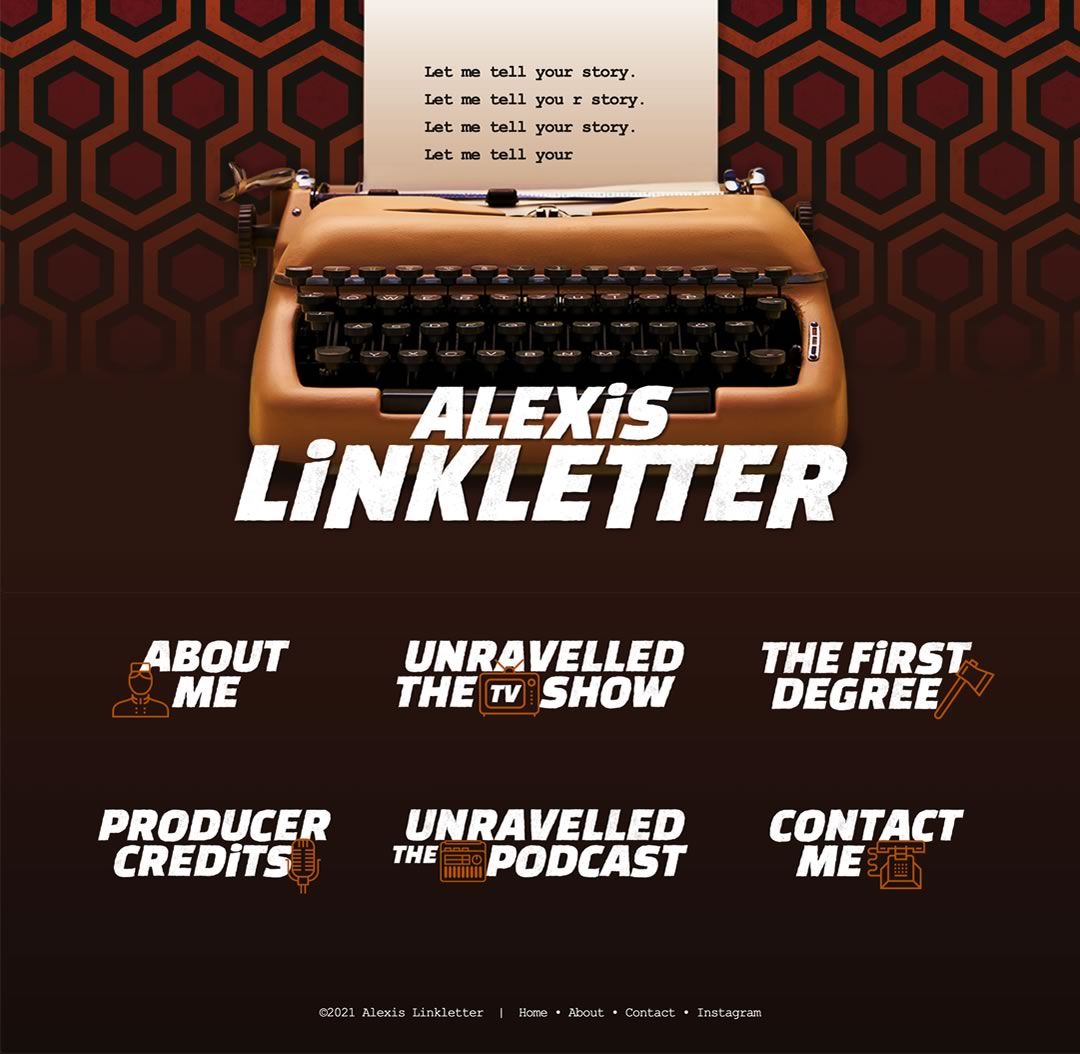 Let me tell your story.
Let me tell you r story.
Let me tell your story.
Let me tell your
ALEXiS
LiNKLETTER
ABOUT
ME
UNRAVELLED
THE TV SHOW
THE FiRST
DEGREE
PRODUCER
CREDiTS
UNRAVELLED
THE PODCAST
CONTACT
ME
©2021 Alexis Linkletter | Home • About • Contact • Instagram